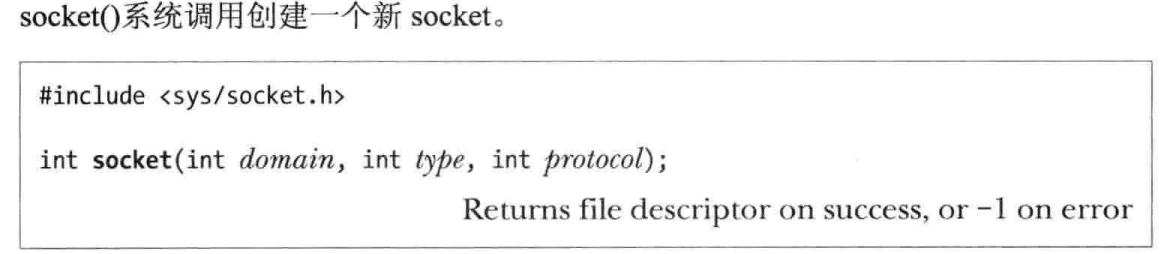 socket()系统调用创建一个新 socket。
#include <sys/socket.h>
int socket(int domain, int type, int protocol);
Returns file descriptor on success, or −1 on error